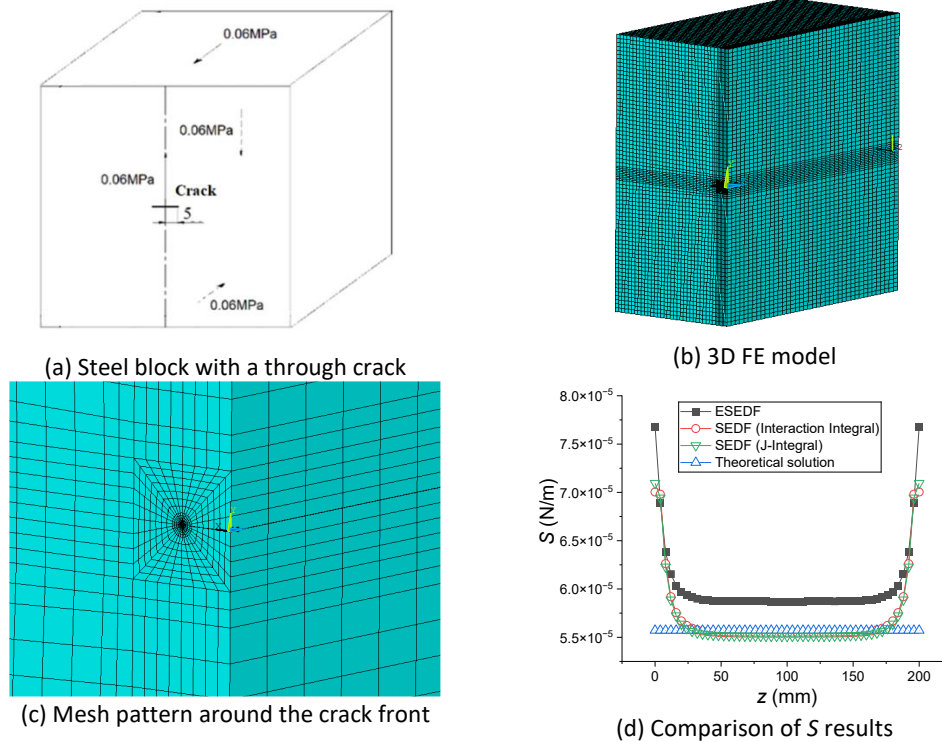 0.06MPa
0.06MPa
0.06MPa
Crack
5
0.06MPa
(a) Steel block with a through crack
(b) 3D FE model
(c) Mesh pattern around the crack front
8.0×10⁻⁵
7.5×10⁻⁵
7.0×10⁻⁵
6.5×10⁻⁵
6.0×10⁻⁵
5.5×10⁻⁵
S (N/m)
ESEDF
SEDF (Interaction Integral)
SEDF (J-Integral)
Theoretical solution
0 50 100 150 200
z (mm)
(d) Comparison of S results